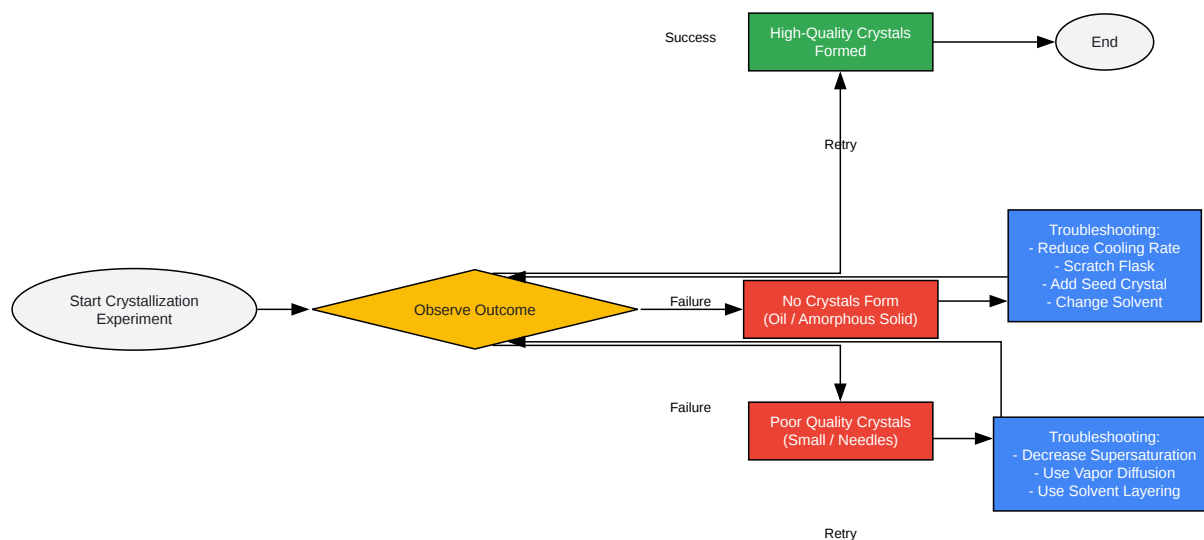 Success
High-Quality Crystals
Formed
End
Retry
Start Crystallization
Experiment
Observe Outcome
Failure
No Crystals Form
(Oil / Amorphous Solid)
Troubleshooting:
- Reduce Cooling Rate
- Scratch Flask
- Add Seed Crystal
- Change Solvent
Failure
Poor Quality Crystals
(Small / Needles)
Troubleshooting:
- Decrease Supersaturation
- Use Vapor Diffusion
- Use Solvent Layering
Retry